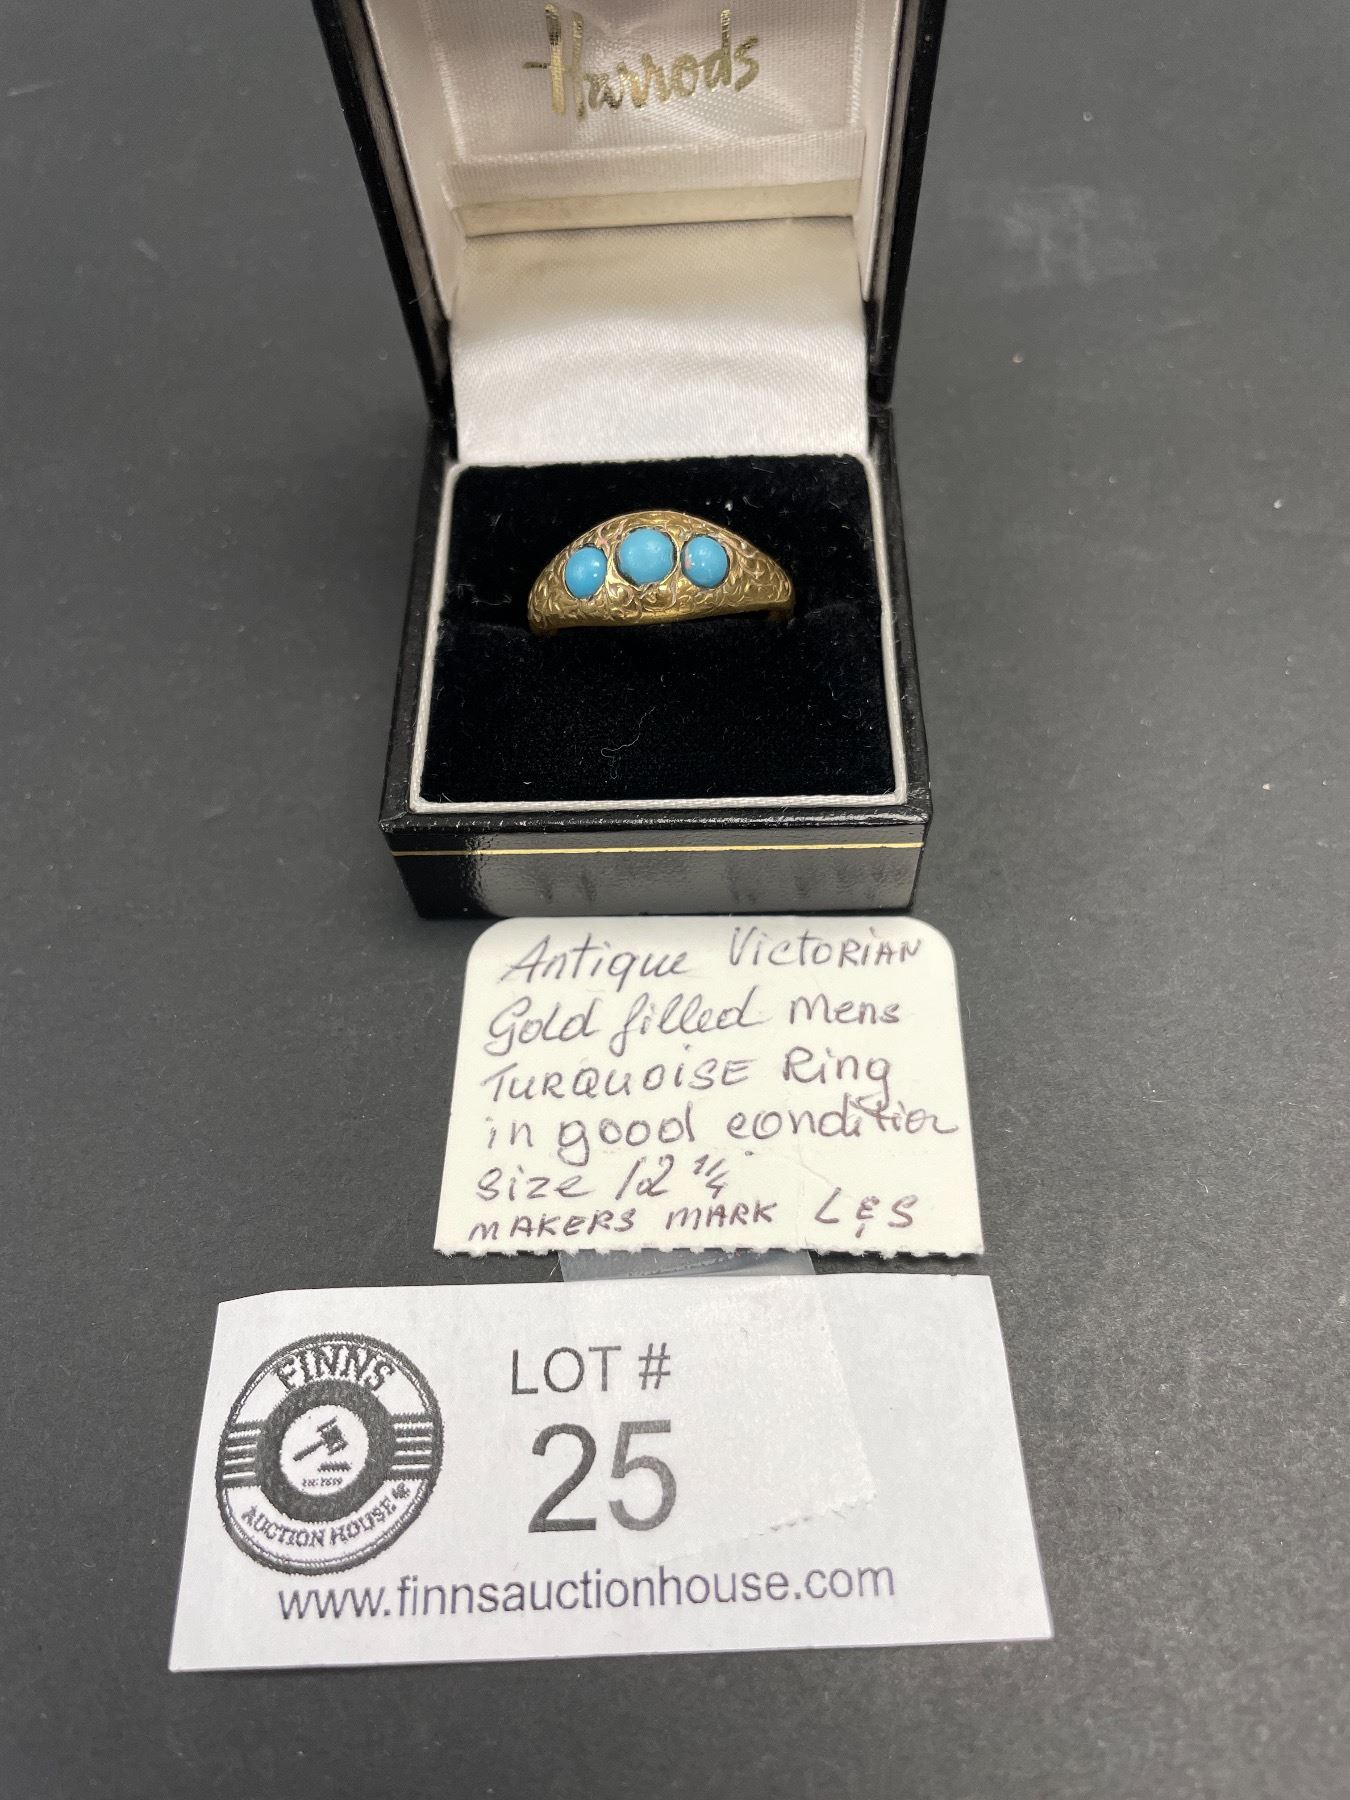 Harrods
Antique Victorian
Gold filled Mens
TURQUOISE Ring
in good condition
size 12 1/4
MAKERS MARK L&S
FINNS
AUCTION HOUSE
LOT #
25
www.finnsauctionhouse.com